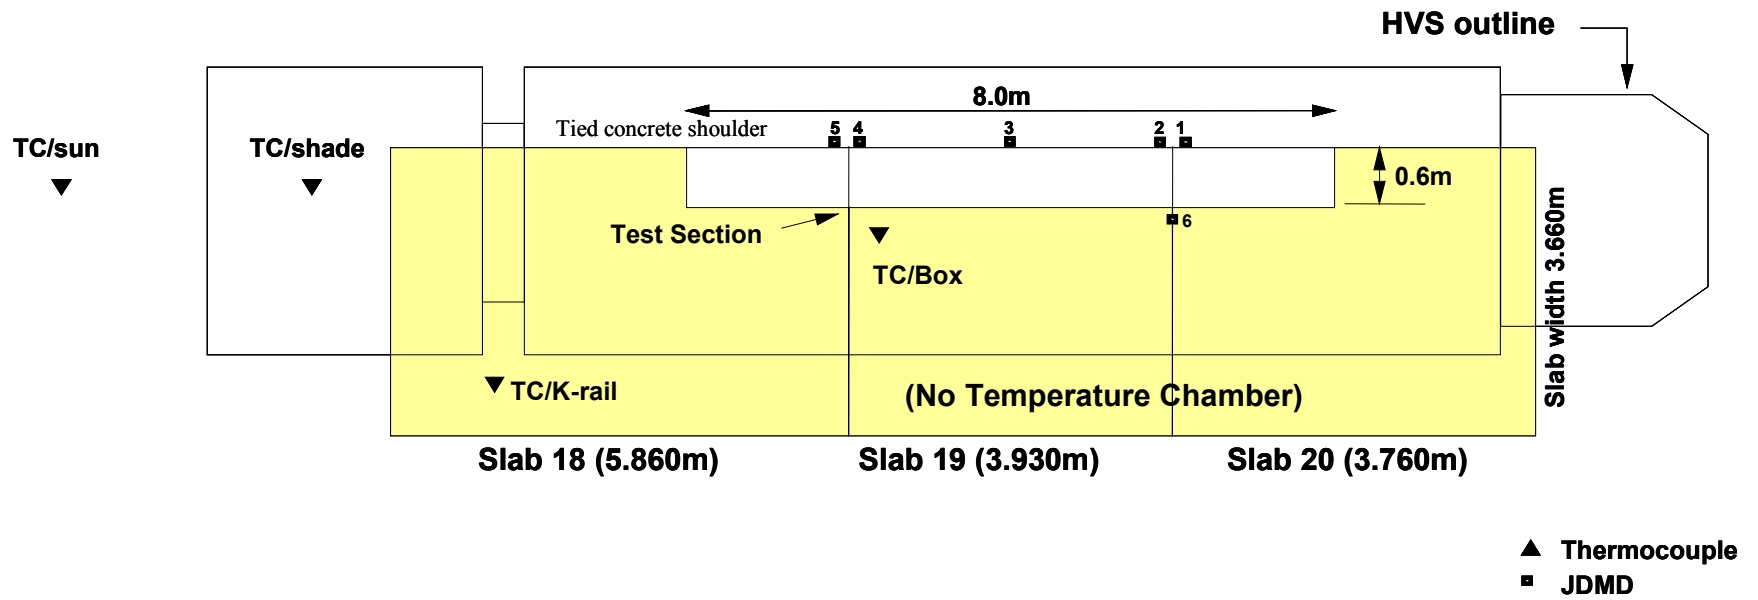 HVS outline
8.0m
Tied concrete shoulder
5 4 3 2 1
TC/sun
TC/shade
0.6m
Test Section
6
TC/Box
Slab width 3.660m
TC/K-rail
(No Temperature Chamber)
Slab 18 (5.860m)
Slab 19 (3.930m)
Slab 20 (3.760m)
Thermocouple
JDMD